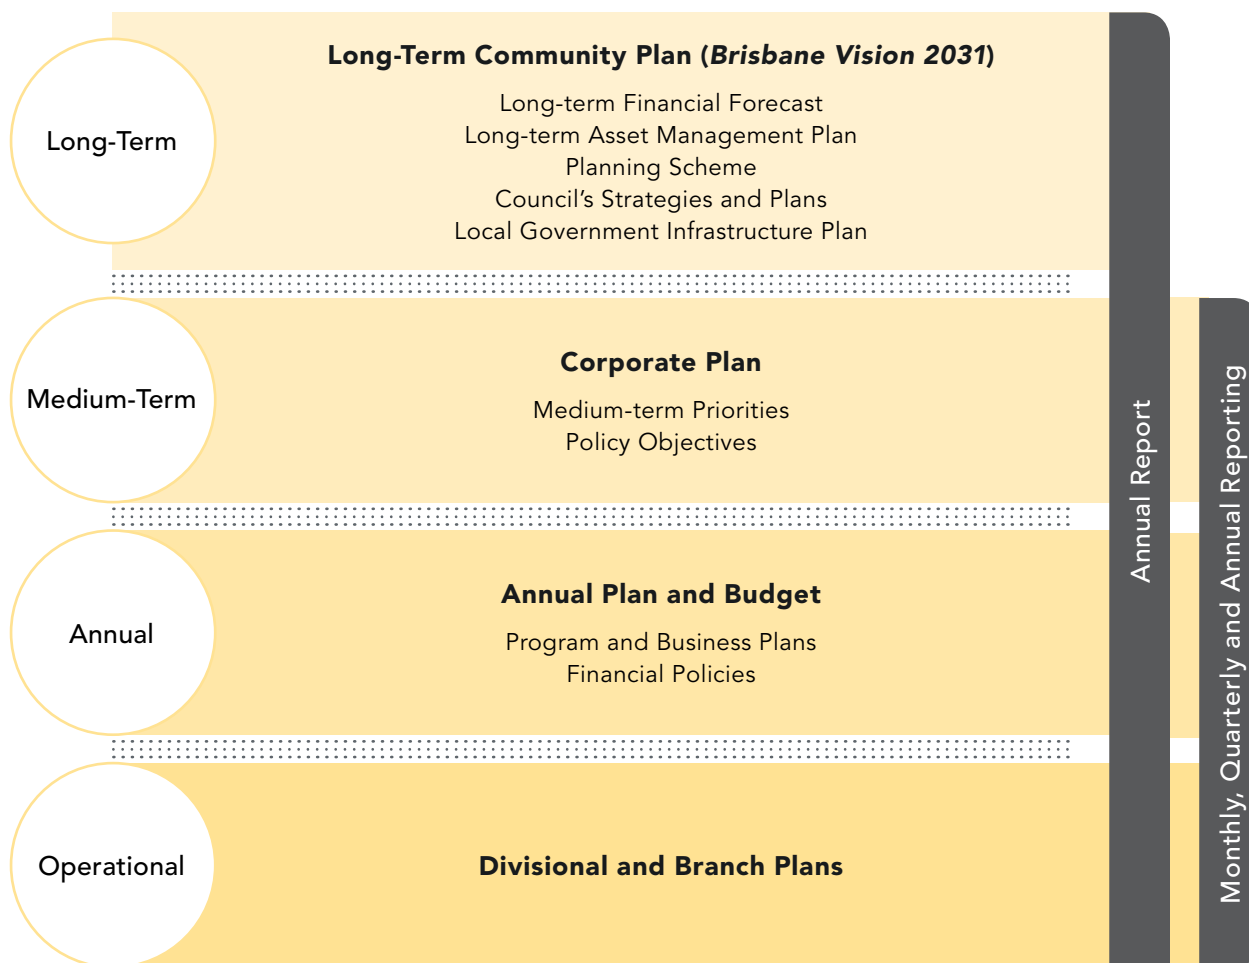 Long-Term
Long-Term Community Plan (Brisbane Vision 2031)
Long-term Financial Forecast
Long-term Asset Management Plan
Planning Scheme
Council’s Strategies and Plans
Local Government Infrastructure Plan
Medium-Term
Corporate Plan
Medium-term Priorities
Policy Objectives
Annual
Annual Plan and Budget
Program and Business Plans
Financial Policies
Operational
Divisional and Branch Plans
Annual Report
Monthly, Quarterly and Annual Reporting